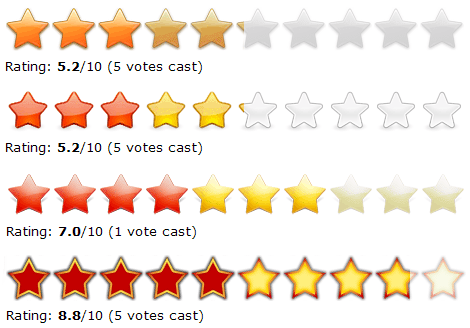 Rating: 5.2/10 (5 votes cast)
Rating: 5.2/10 (5 votes cast)
Rating: 7.0/10 (1 vote cast)
Rating: 8.8/10 (5 votes cast)